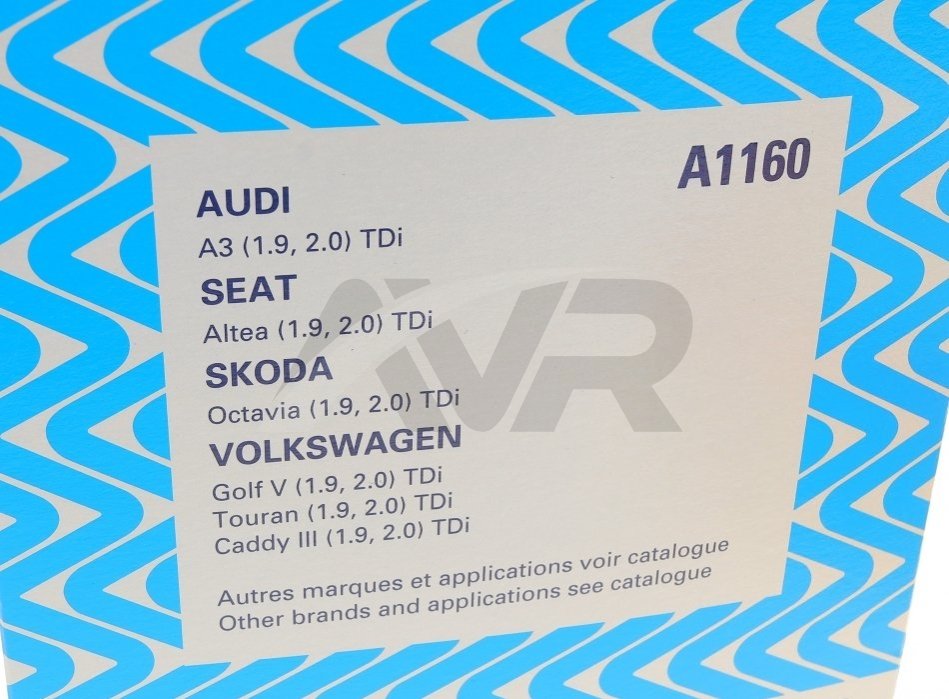 A1160
AUDI
A3 (1.9, 2.0) TDi
SEAT
Altea (1.9, 2.0) TDi
SKODA
Octavia (1.9, 2.0) TDi
VOLKSWAGEN
Golf V (1.9, 2.0) TDi
Touran (1.9, 2.0) TDi
Caddy III (1.9, 2.0) TDi
Autres marques et applications voir catalogue
Other brands and applications see catalogue
AVR